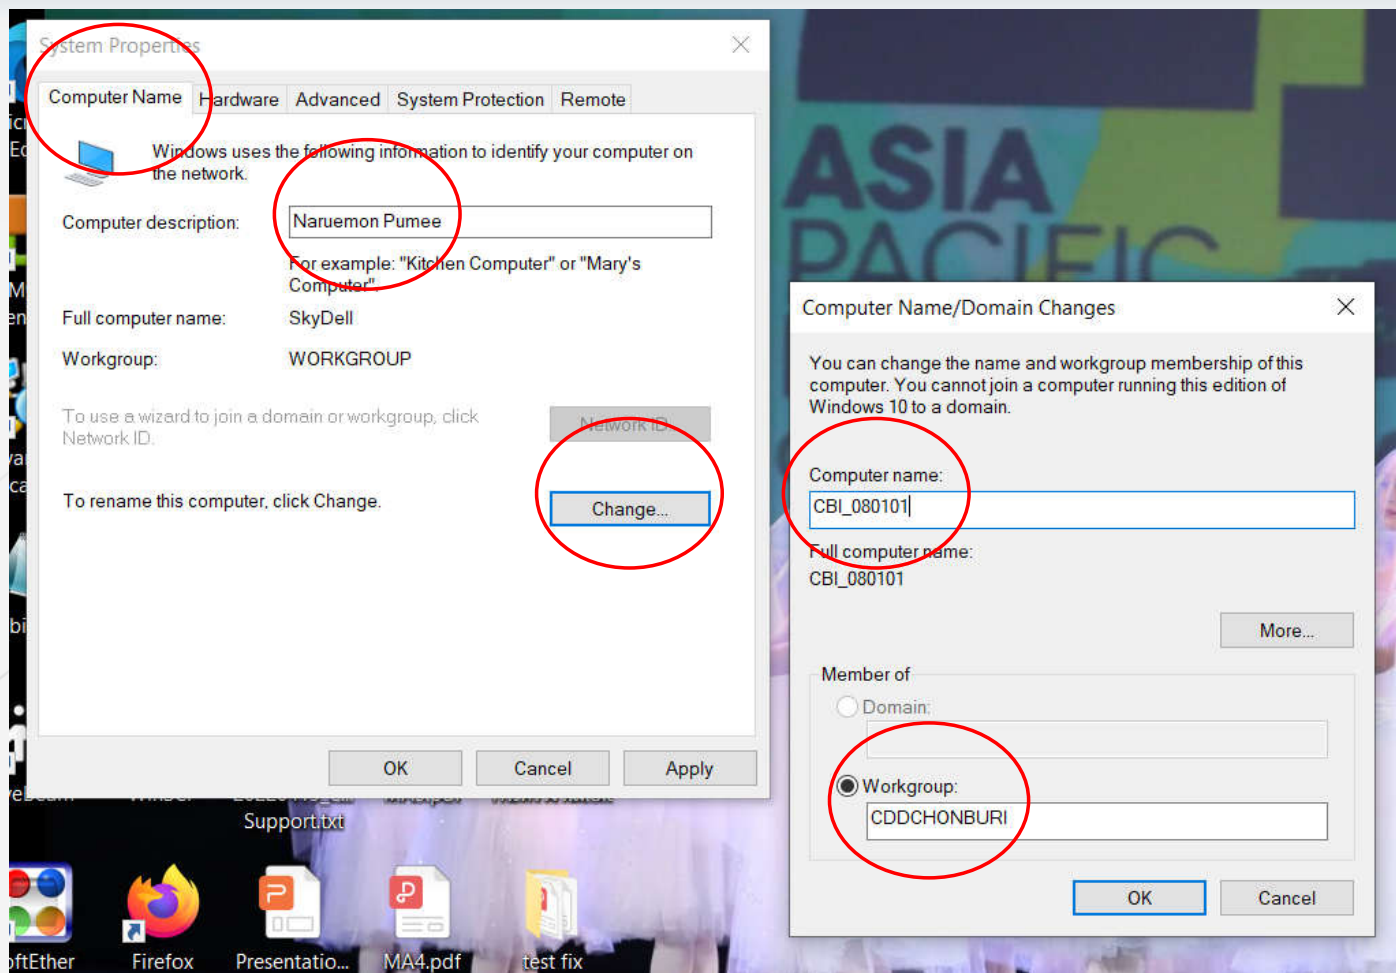 System Properties
Computer Name
Hardware
Advanced
System Protection
Remote
Windows uses the following information to identify your computer on
the network.
Computer description:
Naruemon Pumee
For example: "Kitchen Computer" or "Mary's
Computer".
Full computer name:
SkyDell
Workgroup:
WORKGROUP
To use a wizard to join a domain or workgroup, click
Network ID.
Network ID...
To rename this computer, click Change.
Change...
OK
Cancel
Apply
ASIA
PACIFIC
Computer Name/Domain Changes
You can change the name and workgroup membership of this
computer. You cannot join a computer running this edition of
Windows 10 to a domain.
Computer name:
CBI_080101
Full computer name:
CBI_080101
More...
Member of
Domain:
Workgroup:
CDDCHONBURI
OK
Cancel
Support.txt
Firefox
Presentatio...
MA4.pdf
test fix